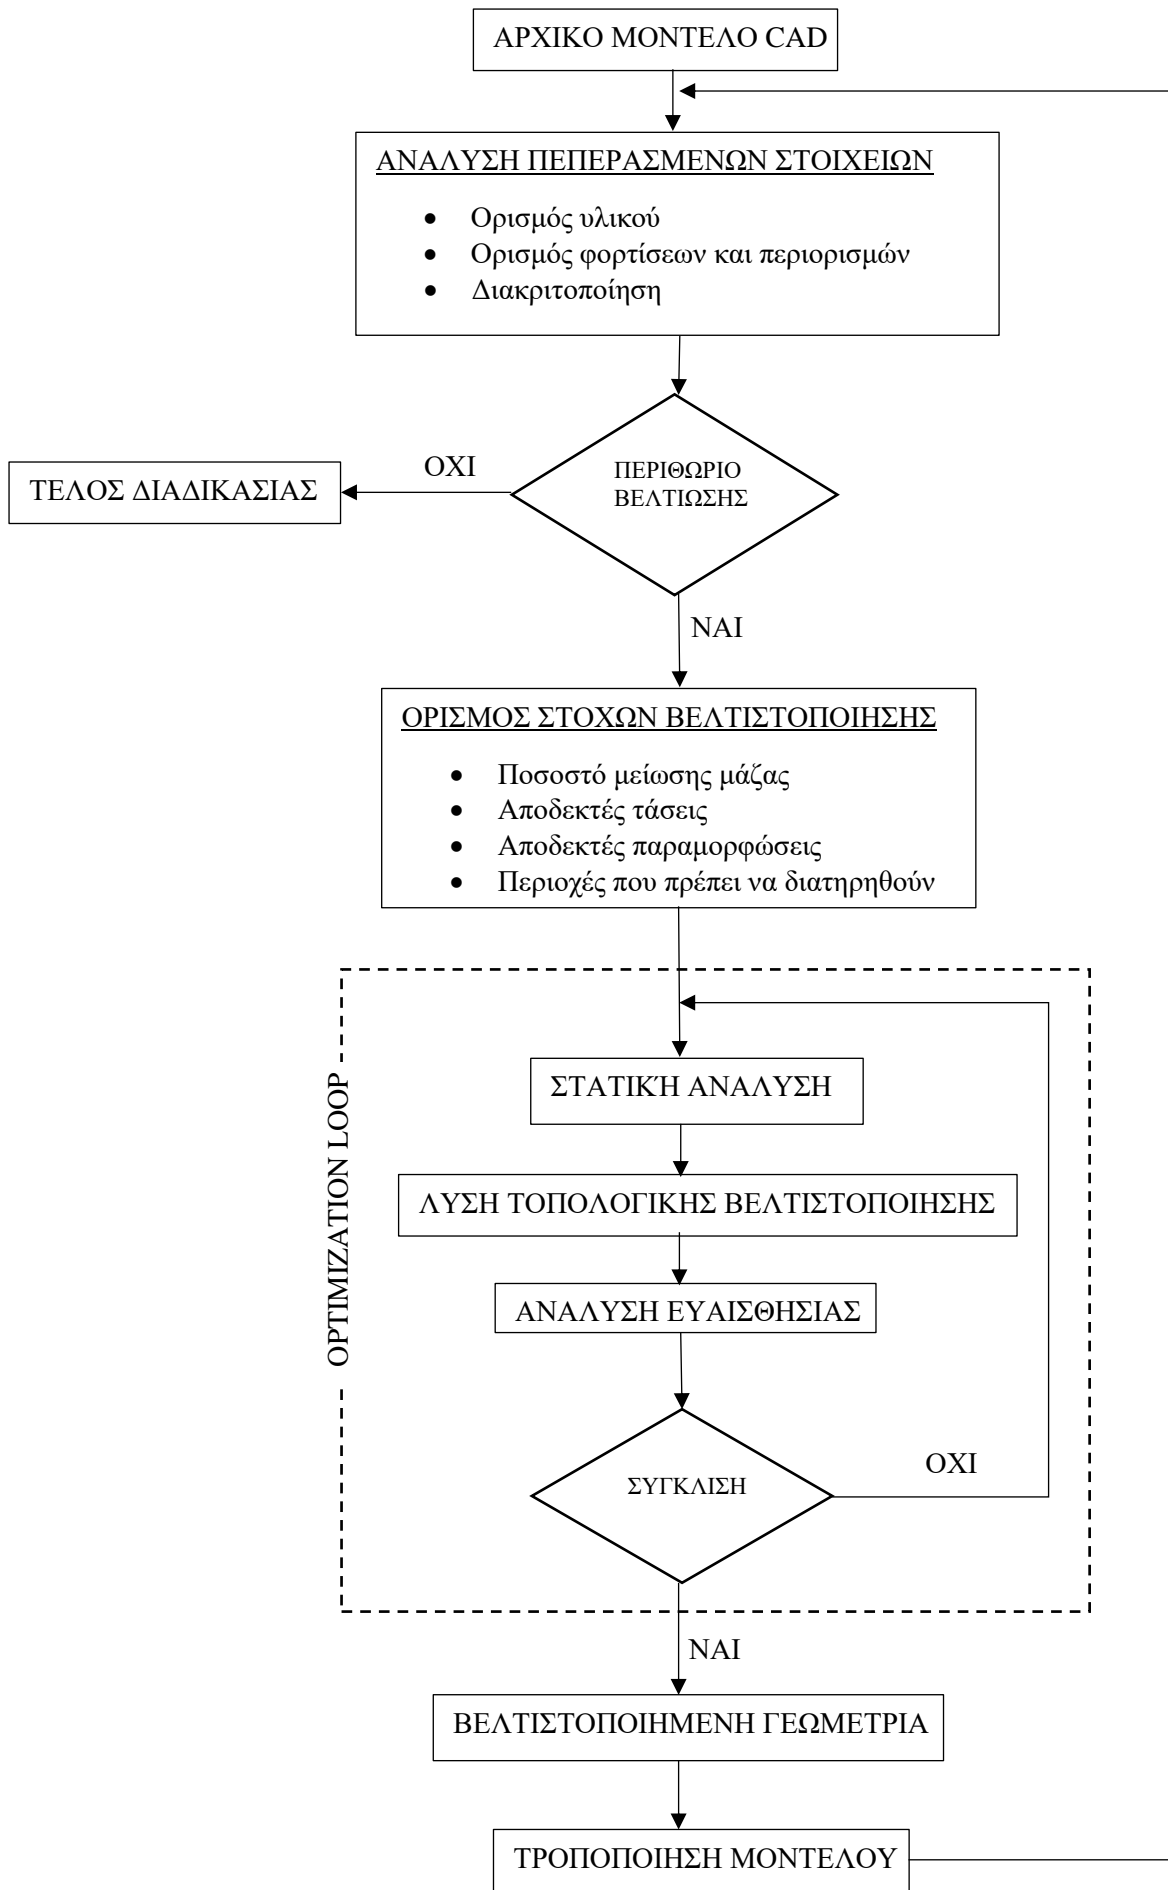 ΑΡΧΙΚΟ ΜΟΝΤΕΛΟ CAD
ΑΝΑΛΥΣΗ ΠΕΠΕΡΑΣΜΕΝΩΝ ΣΤΟΙΧΕΙΩΝ
• Ορισμός υλικού
• Ορισμός φορτίσεων και περιορισμών
• Διακριτοποίηση
ΠΕΡΙΘΩΡΙΟ
ΒΕΛΤΙΩΣΗΣ
ΟΧΙ
ΤΕΛΟΣ ΔΙΑΔΙΚΑΣΙΑΣ
ΝΑΙ
ΟΡΙΣΜΟΣ ΣΤΟΧΩΝ ΒΕΛΤΙΣΤΟΠΟΙΗΣΗΣ
• Ποσοστό μείωσης μάζας
• Αποδεκτές τάσεις
• Αποδεκτές παραμορφώσεις
• Περιοχές που πρέπει να διατηρηθούν
OPTIMIZATION LOOP
ΣΤΑΤΙΚΉ ΑΝΑΛΥΣΗ
ΛΥΣΗ ΤΟΠΟΛΟΓΙΚΗΣ ΒΕΛΤΙΣΤΟΠΟΙΗΣΗΣ
ΑΝΑΛΥΣΗ ΕΥΑΙΣΘΗΣΙΑΣ
ΣΥΓΚΛΙΣΗ
ΟΧΙ
ΝΑΙ
ΒΕΛΤΙΣΤΟΠΟΙΗΜΕΝΗ ΓΕΩΜΕΤΡΙΑ
ΤΡΟΠΟΠΟΙΗΣΗ ΜΟΝΤΕΛΟΥ